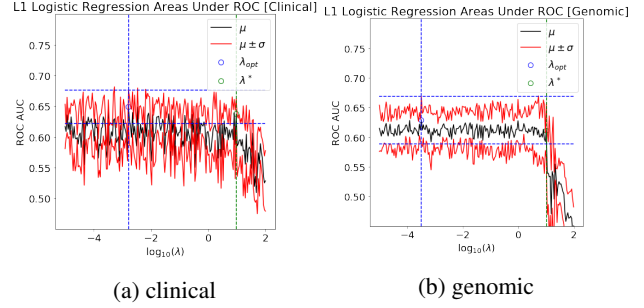 L1 Logistic Regression Areas Under ROC [Clinical]
0.75
0.70
0.65
0.60
0.55
0.50
ROC AUC
μ
μ ± σ
λopt
λ*
−4
−2
0
2
log10(λ)
(a) clinical
L1 Logistic Regression Areas Under ROC [Genomic]
0.75
0.70
0.65
0.60
0.55
0.50
ROC AUC
μ
μ ± σ
λopt
λ*
−4
−2
0
2
log10(λ)
(b) genomic